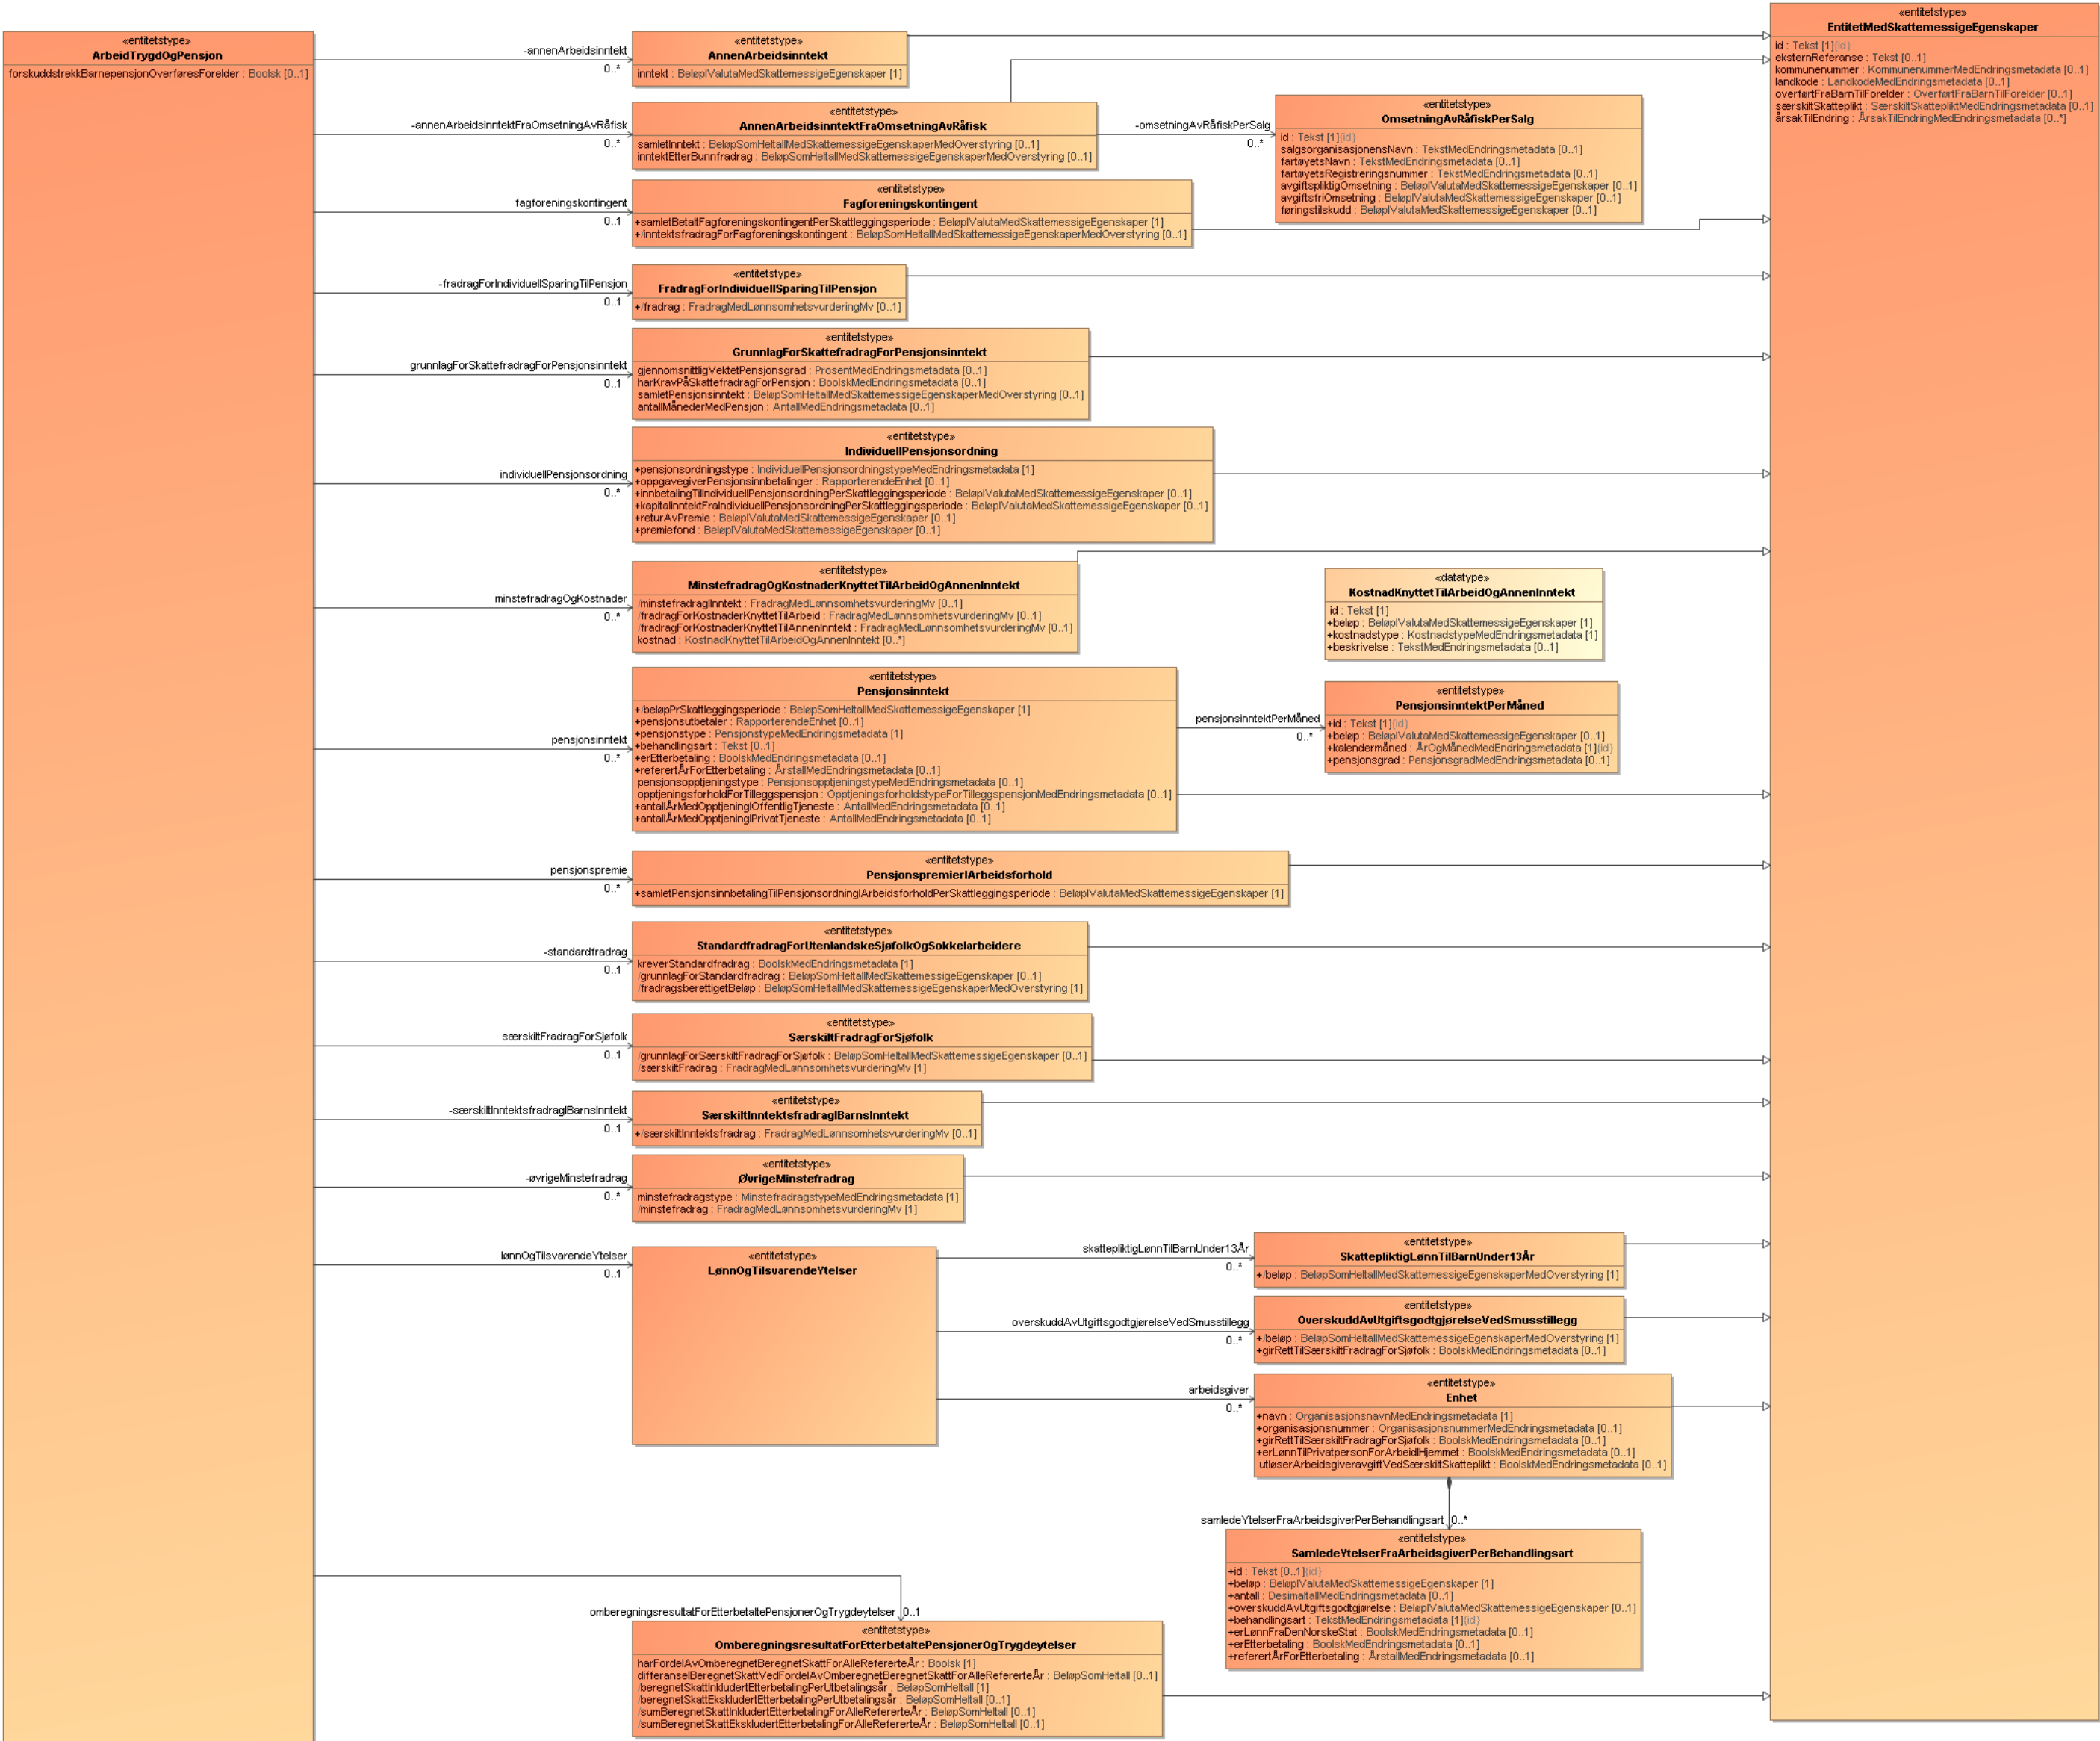 «entitetstype»
ArbeidTrygdOgPensjon
forskuddstrekkBarnepensjonOverføresForelder : Boolsk [0..1]
-annenArbeidsinntekt
0..*
«entitetstype»
AnnenArbeidsinntekt
inntekt : BeløpIValutaMedSkattemessigeEgenskaper [1]
«entitetstype»
EntitetMedSkattemessigeEgenskaper
id : Tekst [1]{id}
eksternReferanse : Tekst [0..1]
kommunenummer : KommunenummerMedEndringsmetadata [0..1]
landkode : LandkodeMedEndringsmetadata [0..1]
overførtFraBarnTilForelder : OverførtFraBarnTilForelder [0..1]
særskiltSkatteplikt : SærskiltSkattepliktMedEndringsmetadata [0..1]
årsakTilEndring : ÅrsakTilEndringMedEndringsmetadata [0..*]
-annenArbeidsinntektFraOmsetningAvRåfisk
0..*
«entitetstype»
AnnenArbeidsinntektFraOmsetningAvRåfisk
samletInntekt : BeløpSomHeltallMedSkattemessigeEgenskaperMedOverstyring [0..1]
inntektEtterBunnfradrag : BeløpSomHeltallMedSkattemessigeEgenskaperMedOverstyring [0..1]
-omsetningAvRåfiskPerSalg
0..*
«entitetstype»
OmsetningAvRåfiskPerSalg
id : Tekst [1]{id}
salgsorganisasjonensNavn : TekstMedEndringsmetadata [0..1]
fartøyetsNavn : TekstMedEndringsmetadata [0..1]
fartøyetsRegistreringsnummer : TekstMedEndringsmetadata [0..1]
avgiftspliktigOmsetning : BeløpIValutaMedSkattemessigeEgenskaper [0..1]
avgiftsfriOmsetning : BeløpIValutaMedSkattemessigeEgenskaper [0..1]
føringstilskudd : BeløpIValutaMedSkattemessigeEgenskaper [0..1]
fagforeningskontingent
0..1
«entitetstype»
Fagforeningskontingent
+samletBetaltFagforeningskontingentPerSkattleggingsperiode : BeløpIValutaMedSkattemessigeEgenskaper [1]
+/inntektsfradragForFagforeningskontingent : BeløpSomHeltallMedSkattemessigeEgenskaperMedOverstyring [0..1]
-fradragForIndividuellSparingTilPensjon
0..1
«entitetstype»
FradragForIndividuellSparingTilPensjon
+/fradrag : FradragMedLønnsomhetsvurderingMv [0..1]
grunnlagForSkattefradragForPensjonsinntekt
0..1
«entitetstype»
GrunnlagForSkattefradragForPensjonsinntekt
gjennomsnittligVektetPensjonsgrad : ProsentMedEndringsmetadata [0..1]
harKravPåSkattefradragForPensjon : BoolskMedEndringsmetadata [0..1]
samletPensjonsinntekt : BeløpSomHeltallMedSkattemessigeEgenskaperMedOverstyring [0..1]
antallMånederMedPensjon : AntallMedEndringsmetadata [0..1]
individuellPensjonsordning
0..*
«entitetstype»
IndividuellPensjonsordning
+pensjonsordningstype : IndividuellPensjonsordningstypeMedEndringsmetadata [1]
+oppgavegiverPensjonsinnbetalinger : RapporterendeEnhet [0..1]
+innbetalingTilIndividuellPensjonsordningPerSkattleggingsperiode : BeløpIValutaMedSkattemessigeEgenskaper [0..1]
+kapitalinntektFraIndividuellPensjonsordningPerSkattleggingsperiode : BeløpIValutaMedSkattemessigeEgenskaper [0..1]
+returAvPremie : BeløpIValutaMedSkattemessigeEgenskaper [0..1]
+premiefond : BeløpIValutaMedSkattemessigeEgenskaper [0..1]
minstefradragOgKostnader
0..*
«entitetstype»
MinstefradragOgKostnaderKnyttetTilArbeidOgAnnenInntekt
/minstefradragIInntekt : FradragMedLønnsomhetsvurderingMv [0..1]
/fradragForKostnaderKnyttetTilArbeid : FradragMedLønnsomhetsvurderingMv [0..1]
/fradragForKostnaderKnyttetTilAnnenInntekt : FradragMedLønnsomhetsvurderingMv [0..1]
kostnad : KostnadKnyttetTilArbeidOgAnnenInntekt [0..*]
«datatype»
KostnadKnyttetTilArbeidOgAnnenInntekt
id : Tekst [1]
+beløp : BeløpIValutaMedSkattemessigeEgenskaper [1]
+kostnadstype : KostnadstypeMedEndringsmetadata [1]
+beskrivelse : TekstMedEndringsmetadata [0..1]
pensjonsinntekt
0..*
«entitetstype»
Pensjonsinntekt
+/beløpPrSkattleggingsperiode : BeløpSomHeltallMedSkattemessigeEgenskaper [1]
+pensjonsutbetaler : RapporterendeEnhet [0..1]
+pensjonstype : PensjonstypeMedEndringsmetadata [1]
+behandlingsart : Tekst [0..1]
+erEtterbetaling : BoolskMedEndringsmetadata [0..1]
+referertÅrForEtterbetaling : ÅrstallMedEndringsmetadata [0..1]
pensjonsopptjeningstype : PensjonsopptjeningstypeMedEndringsmetadata [0..1]
opptjeningsforholdForTilleggspensjon : OpptjeningsforholdstypeForTilleggspensjonMedEndringsmetadata [0..1]
+antallÅrMedOpptjeningIOffentligTjeneste : AntallMedEndringsmetadata [0..1]
+antallÅrMedOpptjeningIPrivatTjeneste : AntallMedEndringsmetadata [0..1]
pensjonsinntektPerMåned
0..*
«entitetstype»
PensjonsinntektPerMåned
+id : Tekst [1]{id}
+beløp : BeløpIValutaMedSkattemessigeEgenskaper [0..1]
+kalendermåned : ÅrOgMånedMedEndringsmetadata [1]{id}
+pensjonsgrad : PensjonsgradMedEndringsmetadata [0..1]
pensjonspremie
0..*
«entitetstype»
PensjonspremierIArbeidsforhold
+samletPensjonsinnbetalingTilPensjonsordningIArbeidsforholdPerSkattleggingsperiode : BeløpIValutaMedSkattemessigeEgenskaper [1]
-standardfradrag
0..1
«entitetstype»
StandardfradragForUtenlandskeSjøfolkOgSokkelarbeidere
kreverStandardfradrag : BoolskMedEndringsmetadata [1]
/grunnlagForStandardfradrag : BeløpSomHeltallMedSkattemessigeEgenskaper [0..1]
/fradragsberettigetBeløp : BeløpSomHeltallMedSkattemessigeEgenskaperMedOverstyring [1]
særskiltFradragForSjøfolk
0..1
«entitetstype»
SærskiltFradragForSjøfolk
/grunnlagForSærskiltFradragForSjøfolk : BeløpSomHeltallMedSkattemessigeEgenskaper [0..1]
/særskiltFradrag : FradragMedLønnsomhetsvurderingMv [1]
-særskiltInntektsfradragIBarnsInntekt
0..1
«entitetstype»
SærskiltInntektsfradragIBarnsInntekt
+/særskiltInntektsfradrag : FradragMedLønnsomhetsvurderingMv [0..1]
-øvrigeMinstefradrag
0..*
«entitetstype»
ØvrigeMinstefradrag
minstefradragstype : MinstefradragstypeMedEndringsmetadata [1]
/minstefradrag : FradragMedLønnsomhetsvurderingMv [1]
lønnOgTilsvarendeYtelser
0..1
«entitetstype»
LønnOgTilsvarendeYtelser
skattepliktigLønnTilBarnUnder13År
0..*
«entitetstype»
SkattepliktigLønnTilBarnUnder13År
+/beløp : BeløpSomHeltallMedSkattemessigeEgenskaperMedOverstyring [1]
overskuddAvUtgiftsgodtgjørelseVedSmusstillegg
0..*
«entitetstype»
OverskuddAvUtgiftsgodtgjørelseVedSmusstillegg
+/beløp : BeløpSomHeltallMedSkattemessigeEgenskaperMedOverstyring [1]
+girRettTilSærskiltFradragForSjøfolk : BoolskMedEndringsmetadata [0..1]
arbeidsgiver
0..*
«entitetstype»
Enhet
+navn : OrganisasjonsnavnMedEndringsmetadata [1]
+organisasjonsnummer : OrganisasjonsnummerMedEndringsmetadata [0..1]
+girRettTilSærskiltFradragForSjøfolk : BoolskMedEndringsmetadata [0..1]
+erLønnTilPrivatpersonForArbeidIHjemmet : BoolskMedEndringsmetadata [0..1]
utløserArbeidsgiveravgiftVedSærskiltSkatteplikt : BoolskMedEndringsmetadata [0..1]
samledeYtelserFraArbeidsgiverPerBehandlingsart
0..*
«entitetstype»
SamledeYtelserFraArbeidsgiverPerBehandlingsart
+id : Tekst [0..1]{id}
+beløp : BeløpIValutaMedSkattemessigeEgenskaper [1]
+antall : DesimaltallMedEndringsmetadata [0..1]
+overskuddAvUtgiftsgodtgjørelse : BeløpIValutaMedSkattemessigeEgenskaper [0..1]
+behandlingsart : TekstMedEndringsmetadata [1]{id}
+erLønnFraDenNorskeStat : BoolskMedEndringsmetadata [0..1]
+erEtterbetaling : BoolskMedEndringsmetadata [0..1]
+referertÅrForEtterbetaling : ÅrstallMedEndringsmetadata [0..1]
omberegningsresultatForEtterbetaltePensjonerOgTrygdeytelser
0..1
«entitetstype»
OmberegningsresultatForEtterbetaltePensjonerOgTrygdeytelser
harFordelAvOmberegnetBeregnetSkattForAlleRefererteÅr : Boolsk [1]
differanseIBeregnetSkattVedFordelAvOmberegnetBeregnetSkattForAlleRefererteÅr : BeløpSomHeltall [0..1]
/beregnetSkattInkludertEtterbetalingPerUtbetalingsår : BeløpSomHeltall [1]
/beregnetSkattEkskludertEtterbetalingPerUtbetalingsår : BeløpSomHeltall [0..1]
/sumBeregnetSkattInkludertEtterbetalingForAlleRefererteÅr : BeløpSomHeltall [0..1]
/sumBeregnetSkattEkskludertEtterbetalingForAlleRefererteÅr : BeløpSomHeltall [0..1]